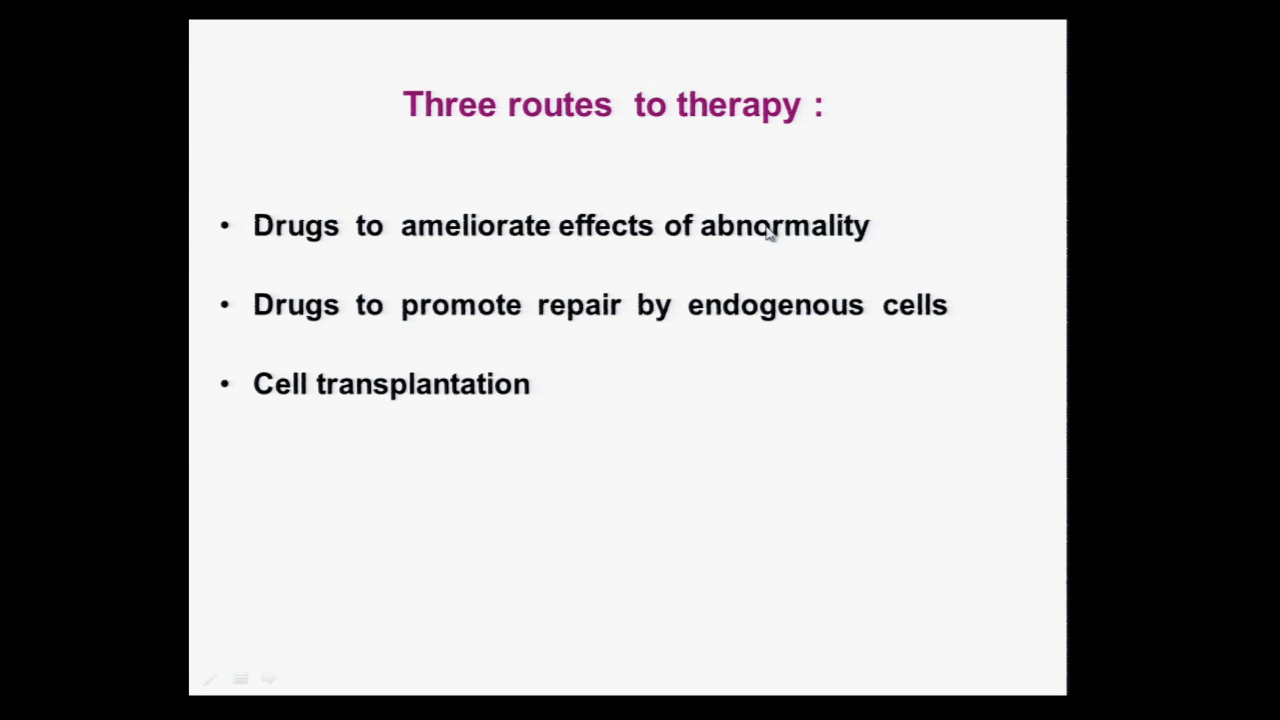 Three routes to therapy :
• Drugs to ameliorate effects of abnormality
• Drugs to promote repair by endogenous cells
• Cell transplantation